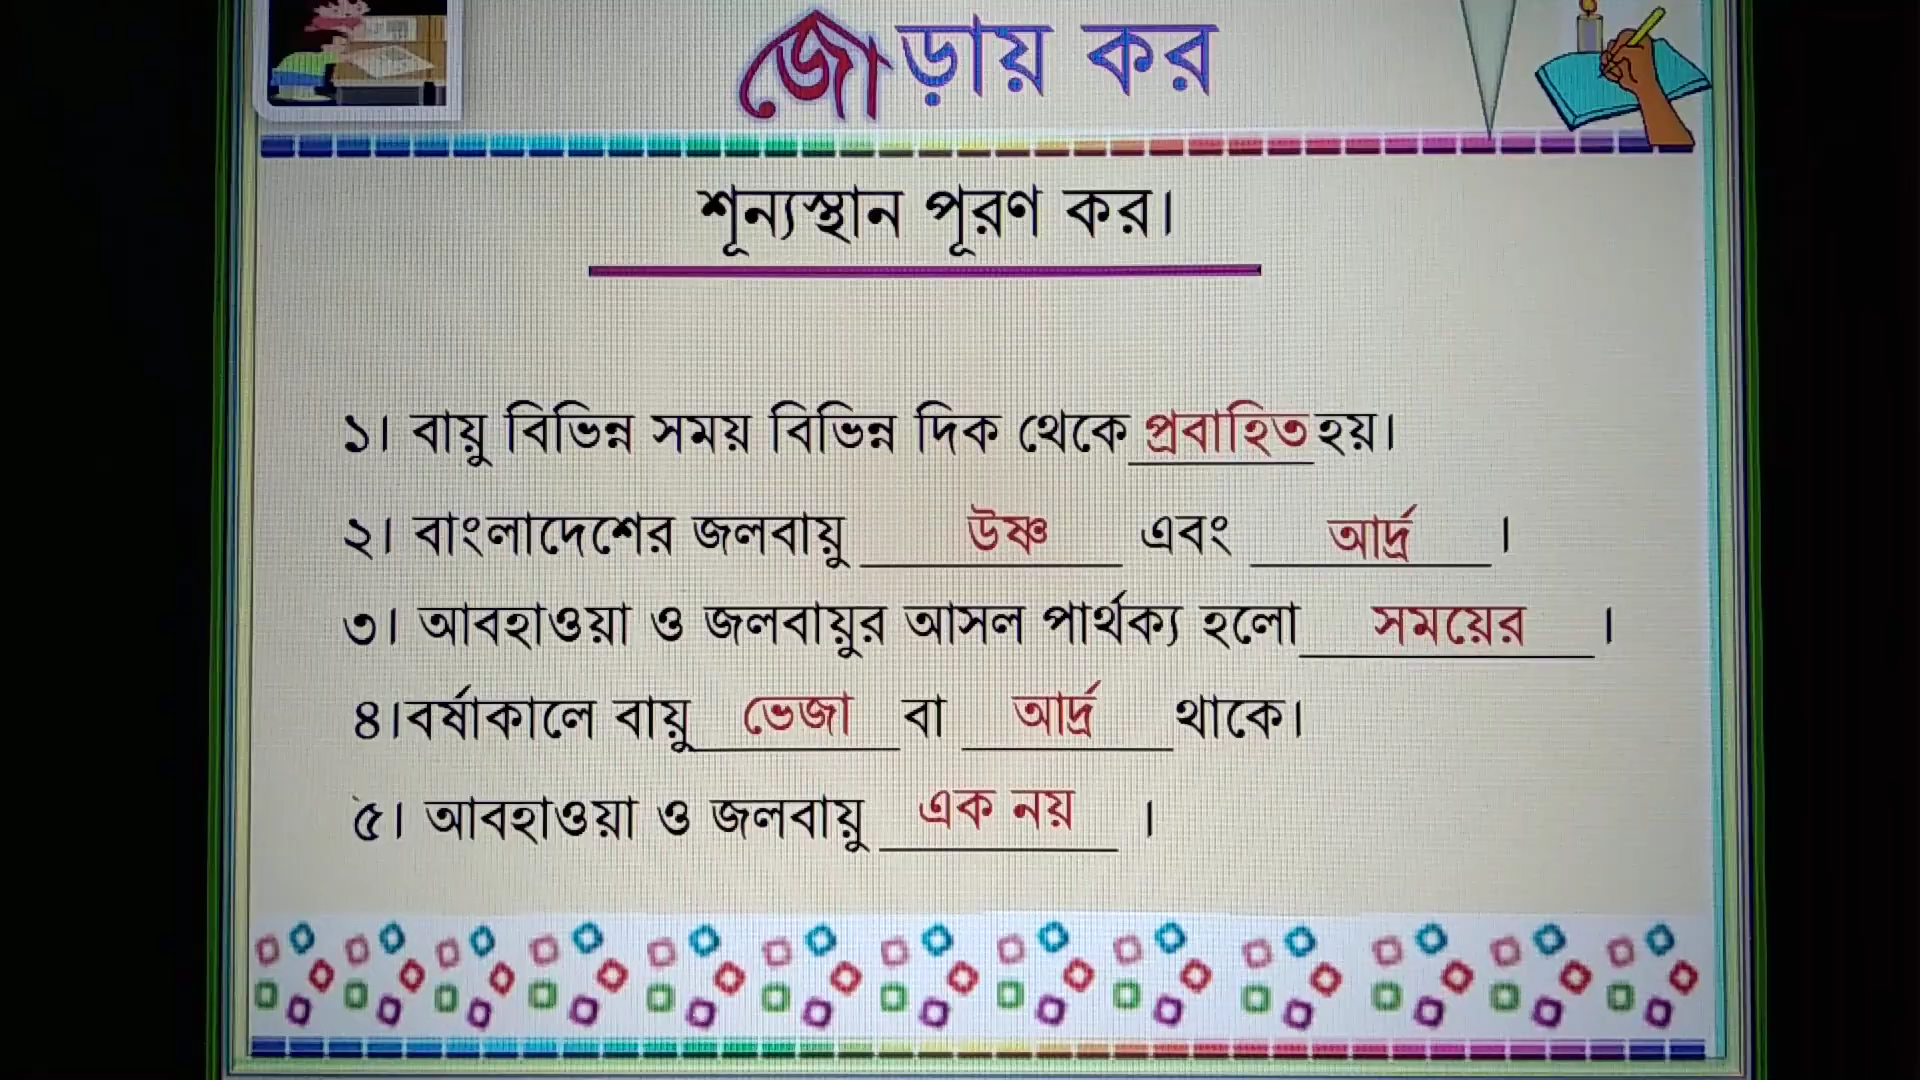 জোড়ায় কর
শূন্যস্থান পূরণ কর।
১। বায়ু বিভিন্ন সময় বিভিন্ন দিক থেকে প্রবাহিত হয়।
২। বাংলাদেশের জলবায়ু উষ্ণ এবং আর্দ্র ।
৩। আবহাওয়া ও জলবায়ুর আসল পার্থক্য হলো সময়ের ।
৪।বর্ষাকালে বায়ু ভেজা বা আর্দ্র থাকে।
৫। আবহাওয়া ও জলবায়ু এক নয় ।